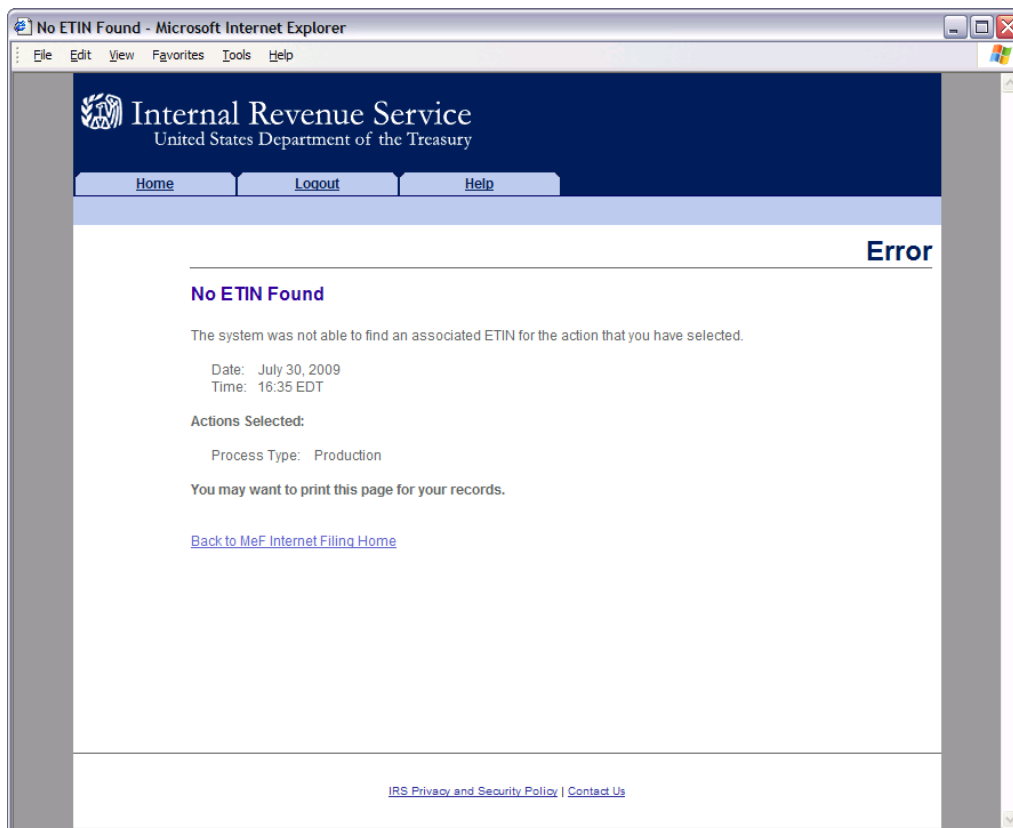 No ETIN Found - Microsoft Internet Explorer
File Edit View Favorites Tools Help
Internal Revenue Service
United States Department of the Treasury
Home Logout Help
Error
No ETIN Found
The system was not able to find an associated ETIN for the action that you have selected.
Date: July 30, 2009
Time: 16:35 EDT
Actions Selected:
Process Type: Production
You may want to print this page for your records.
Back to MeF Internet Filing Home
IRS Privacy and Security Policy | Contact Us